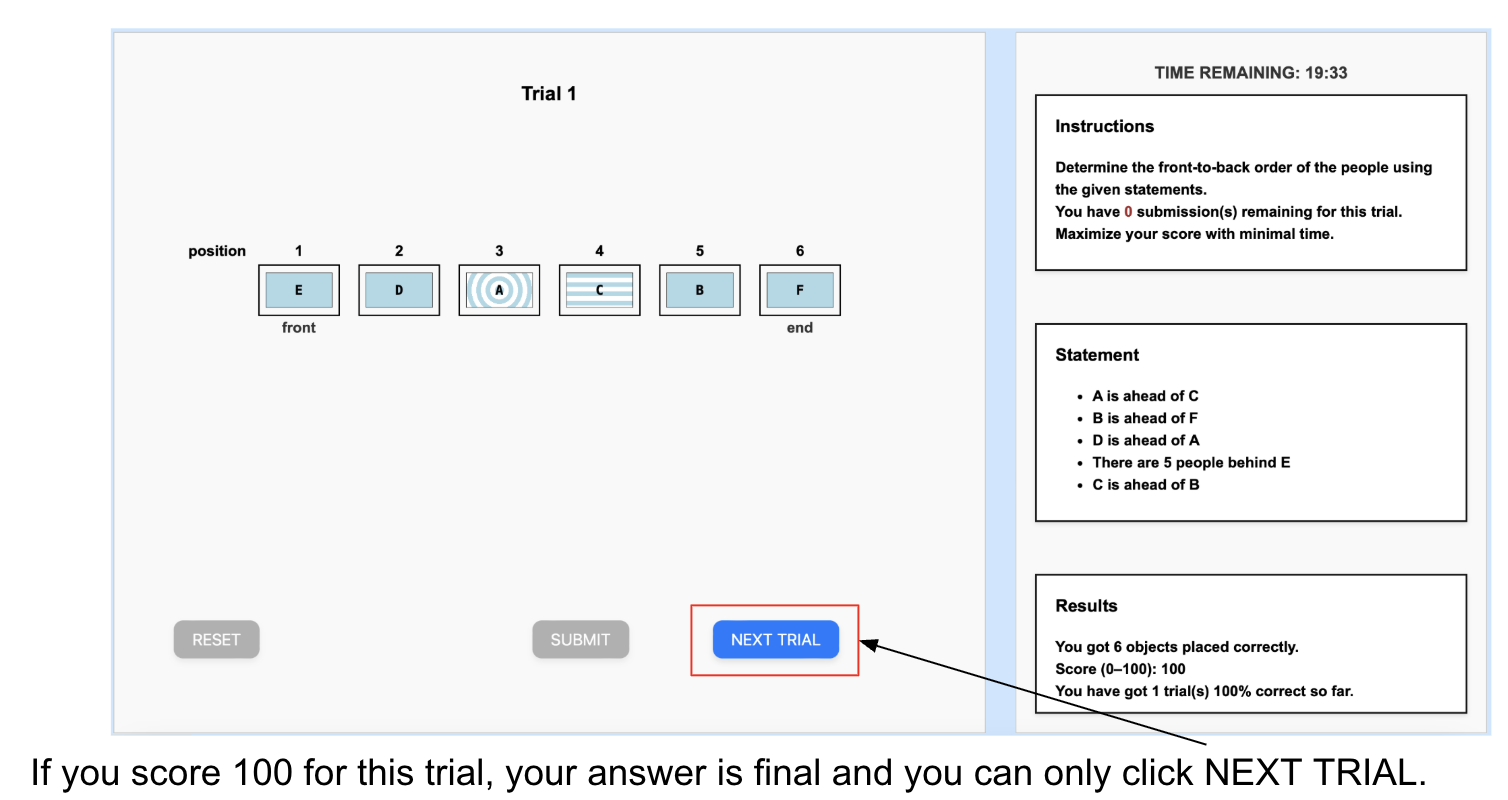 Trial 1
position 1 2 3 4 5 6
E D A C B F
front end
RESET SUBMIT NEXT TRIAL
TIME REMAINING: 19:33
Instructions
Determine the front-to-back order of the people using
the given statements.
You have 0 submission(s) remaining for this trial.
Maximize your score with minimal time.
Statement
• A is ahead of C
• B is ahead of F
• D is ahead of A
• There are 5 people behind E
• C is ahead of B
Results
You got 6 objects placed correctly.
Score (0–100): 100
You have got 1 trial(s) 100% correct so far.
If you score 100 for this trial, your answer is final and you can only click NEXT TRIAL.